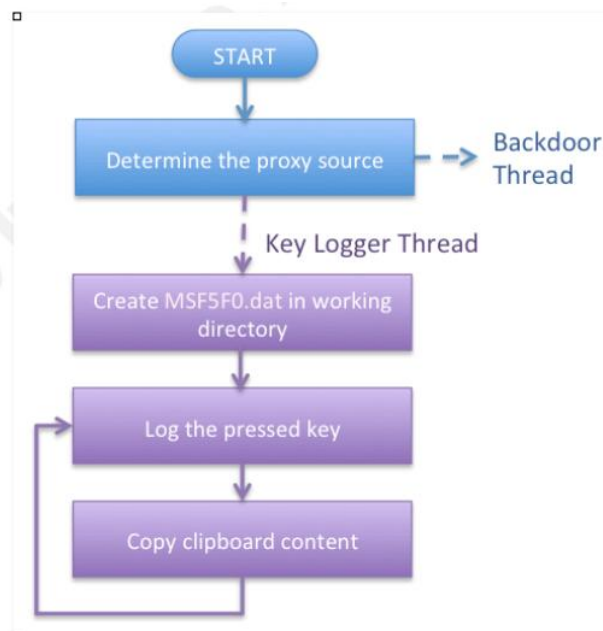 START
Determine the proxy source
Backdoor
Thread
Key Logger Thread
Create MSF5F0.dat in working
directory
Log the pressed key
Copy clipboard content